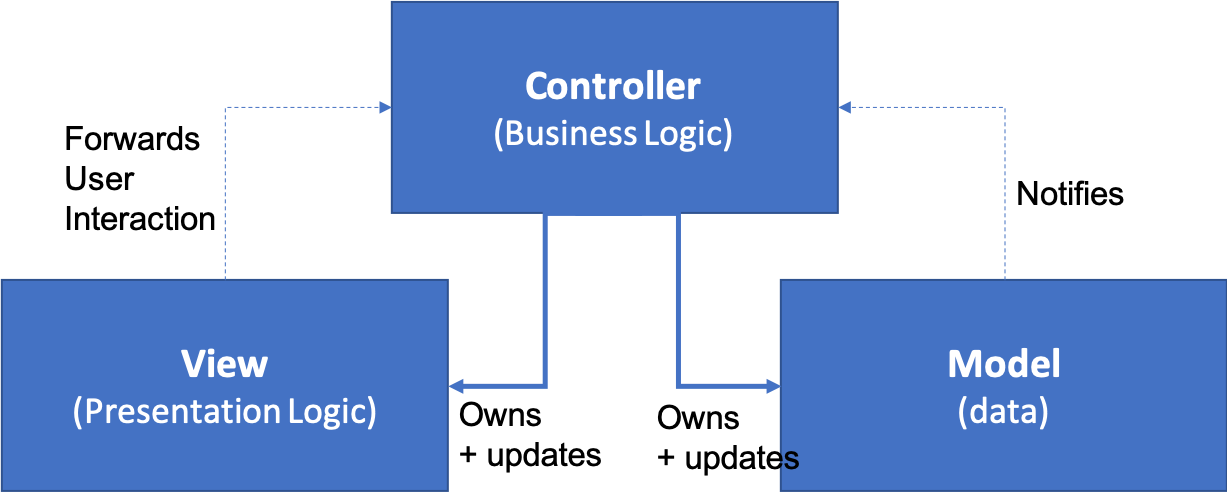 Controller
(Business Logic)
Forwards
User
Interaction
Notifies
View
(Presentation Logic)
Owns
+ updates
Owns
+ updates
Model
(data)